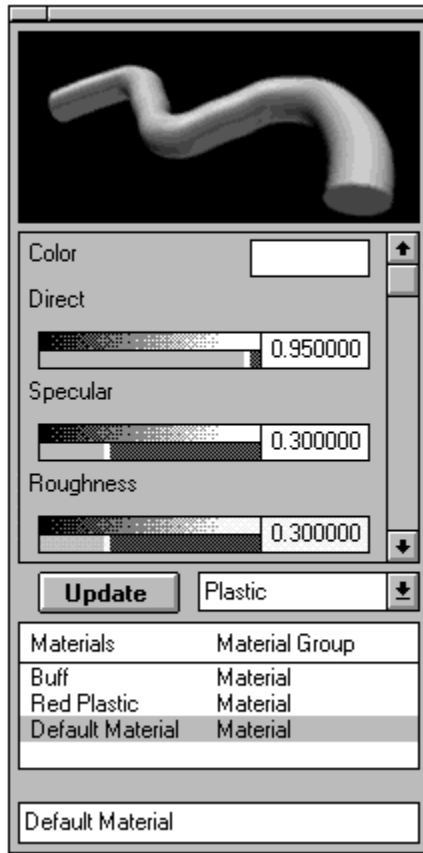 Color
Direct
0.950000
Specular
0.300000
Roughness
0.300000
Update Plastic
Materials Material Group
Buff Material
Red Plastic Material
Default Material Material
Default Material